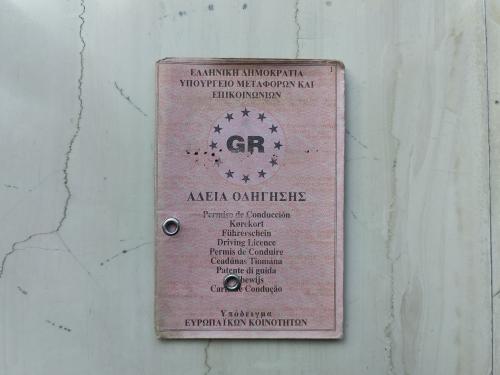 1
ΕΛΛΗΝΙΚΗ ΔΗΜΟΚΡΑΤΙΑ
ΥΠΟΥΡΓΕΙΟ ΜΕΤΑΦΟΡΩΝ ΚΑΙ
ΕΠΙΚΟΙΝΩΝΙΩΝ
GR
ΑΔΕΙΑ ΟΔΗΓΗΣΗΣ
Permiso de Conducción
Kørekort
Führerschein
Driving Licence
Permis de Conduire
Ceadúnas Tiomána
Patente di guida
Carta de Condução
Υπόδειγμα
ΕΥΡΩΠΑΪΚΩΝ ΚΟΙΝΟΤΗΤΩΝ